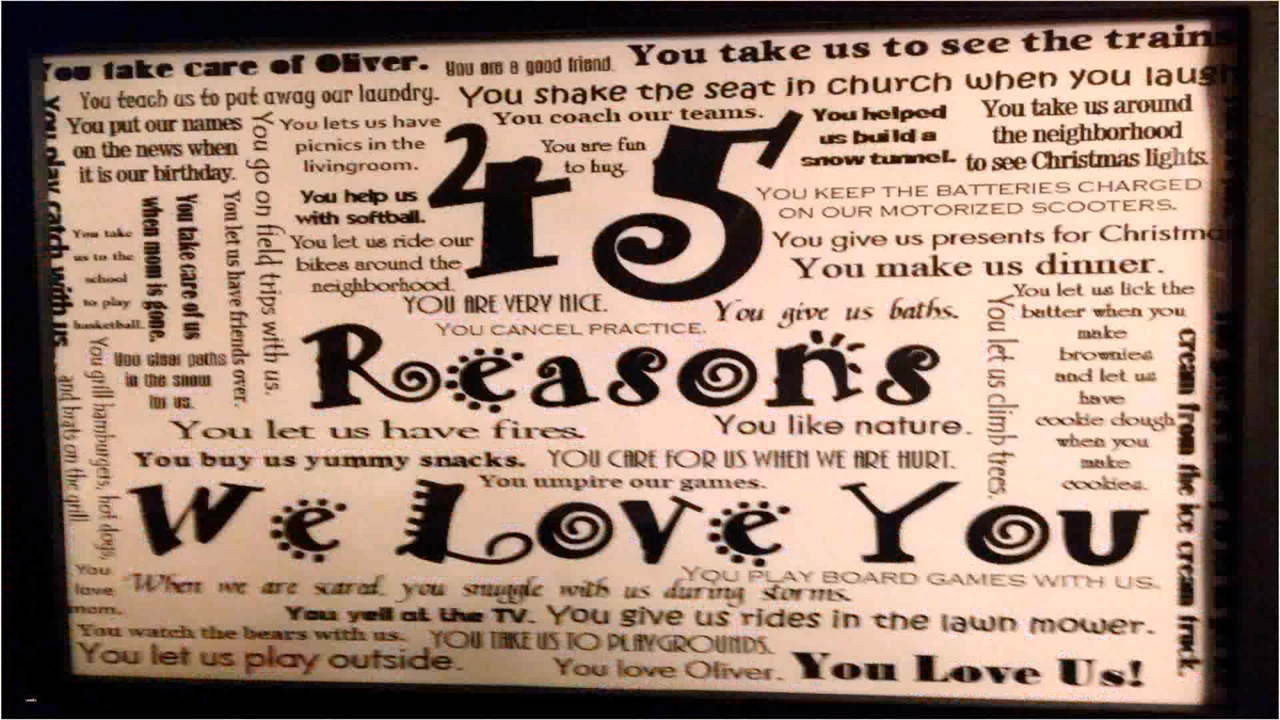 You take care of Oliver.
You are a good friend.
You take us to see the trains
You teach us to put away our laundry.
You shake the seat in church when you laugh
You play catch with us.
You put our names
on the news when
it is our birthday.
You go on field trips with us.
You lets us have
picnics in the
livingroom.
You coach our teams.
You are fun
to hug.
45
You helped
us build a
snow tunnel.
You take us around
the neighborhood
to see Christmas lights.
You help us
with softball.
You keep the batteries charged
on our motorized scooters.
You take
us to the
school
to play
basketball.
You take care of us
when mom is gone.
You let us have friends over.
You let us ride our
bikes around the
neighborhood.
You give us presents for Christma
You make us dinner.
YOU ARE VERY NICE.
You give us baths.
You cancel practice.
You let us lick the
batter when you
make
brownies
and let us
have
cookie dough
when you
make
cookies.
You let us climb trees.
cream from the ice cream truck.
You clear paths
in the snow
for us.
Reasons
You grill hamburgers, hot dogs,
and brats on the grill.
You let us have fires.
You like nature.
You buy us yummy snacks.
YOU CARE FOR US WHEN WE ARE HURT.
You umpire our games.
We Love You
You
love
mom.
You play board games with us.
When we are scared, you snuggle with us during storms.
You yell at the TV.
You give us rides in the lawn mower.
You watch the bears with us.
YOU TAKE US TO PLAYGROUNDS.
You let us play outside.
You love Oliver.
You Love Us!